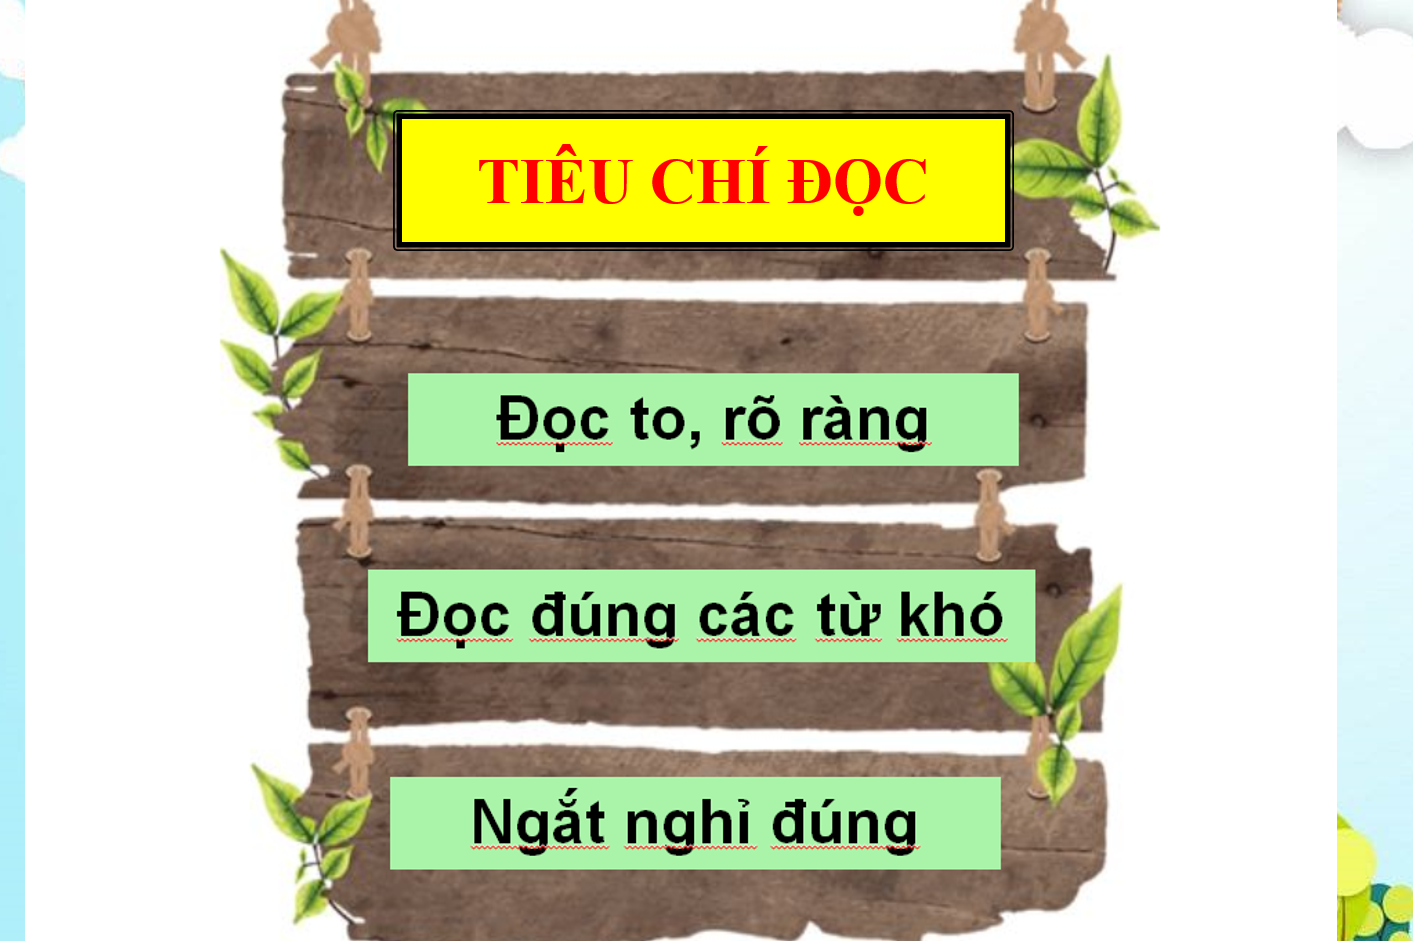 TIÊU CHÍ ĐỌC
Đọc to, rõ ràng
Đọc đúng các từ khó
Ngắt nghỉ đúng